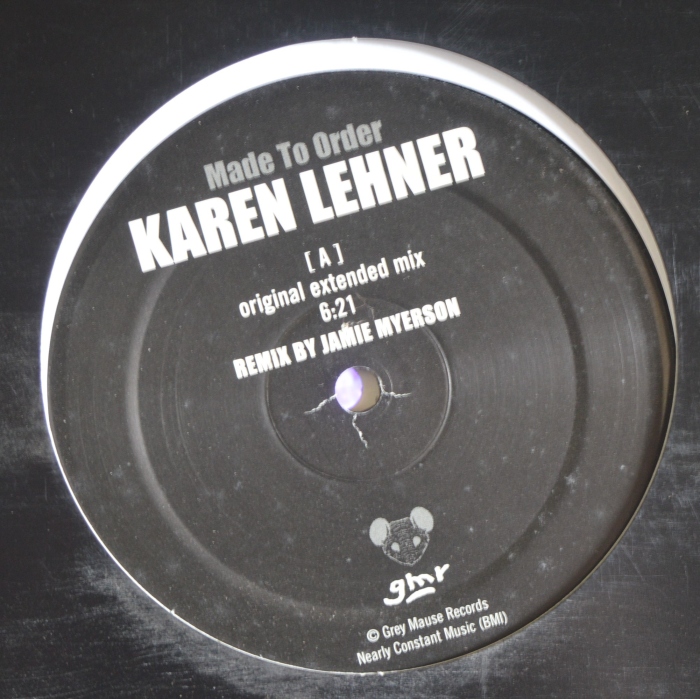 Made To Order
KAREN LEHNER
[ A ]
original extended mix
6:21
REMIX BY JAMIE MYERSON
gmr
© Grey Mause Records
Nearly Constant Music (BMI)